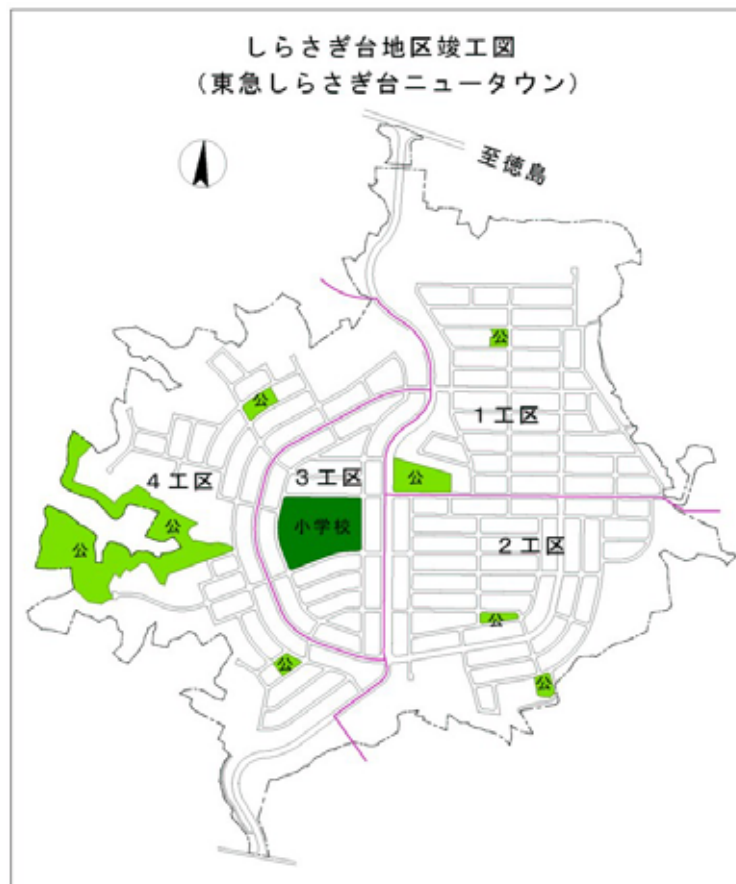 しらさぎ台地区竣工図
（東急しらさぎ台ニュータウン）
至徳島
公
1工区
公
3工区
4工区
公
小学校
公
公
2工区
公
公
公